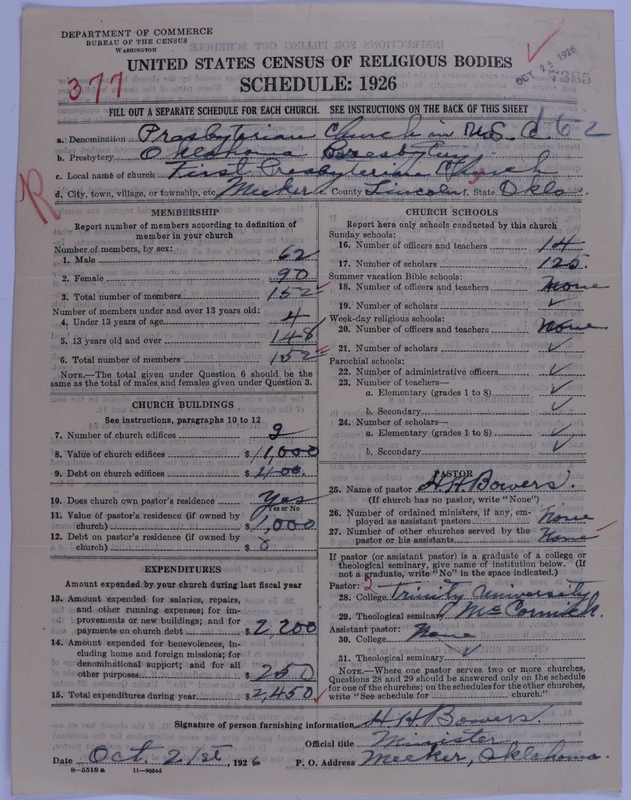 DEPARTMENT OF COMMERCE
BUREAU OF THE CENSUS
WASHINGTON
UNITED STATES CENSUS OF RELIGIOUS BODIES
SCHEDULE: 1926
377
OCT 25 1926
FILL OUT A SEPARATE SCHEDULE FOR EACH CHURCH. SEE INSTRUCTIONS ON THE BACK OF THIS SHEET
a. Denomination Presbyterian Church in U.S.A. 162
b. Presbytery Oklahoma Presbytery
c. Local name of church First Presbyterian Church
d. City, town, village, or township, etc. Meeker e. County Lincoln f. State Okla.
R
MEMBERSHIP
Report number of members according to definition of
member in your church
Number of members, by sex:
1. Male 62
2. Female 90
3. Total number of members 152
Number of members under and over 13 years old:
4. Under 13 years of age 4
5. 13 years old and over 148
6. Total number of members 152
NOTE.—The total given under Question 6 should be the
same as the total of males and females given under Question 3.
CHURCH BUILDINGS
See instructions, paragraphs 10 to 12
7. Number of church edifices
8. Value of church edifices $ 11,000
9. Debt on church edifices $ 400.
10. Does church own pastor's residence Yes
Yes or No
11. Value of pastor's residence (if owned by
church) $ 1,000
12. Debt on pastor's residence (if owned by
church) $ 0
EXPENDITURES
Amount expended by your church during last fiscal year
13. Amount expended for salaries, repairs,
and other running expenses; for im-
provements or new buildings; and for
payments on church debt $ 2,200
14. Amount expended for benevolences, in-
cluding home and foreign missions; for
denominational support; and for all
other purposes $ 250
15. Total expenditures during year $ 2,450
CHURCH SCHOOLS
Report here only schools conducted by this church
Sunday schools:
16. Number of officers and teachers 14
17. Number of scholars 125.
Summer vacation Bible schools:
18. Number of officers and teachers None
19. Number of scholars ✓
Week-day religious schools:
20. Number of officers and teachers None
21. Number of scholars ✓
Parochial schools:
22. Number of administrative officers ✓
23. Number of teachers—
a. Elementary (grades 1 to 8) ✓
b. Secondary ✓
24. Number of scholars—
a. Elementary (grades 1 to 8) ✓
b. Secondary ✓
PASTOR
25. Name of pastor H.H. Bowers.
(If church has no pastor, write "None")
26. Number of ordained ministers, if any, em-
ployed as assistant pastors None
27. Number of other churches served by the
pastor or his assistants None
If pastor (or assistant pastor) is a graduate of a college or
theological seminary, give name of institution below. (If
not a graduate, write "No" in the space indicated.)
Pastor: 2
28. College Trinity University
29. Theological seminary McCormick.
Assistant pastor:
30. College None
31. Theological seminary ✓
NOTE.—Where one pastor serves two or more churches,
Questions 28 and 29 should be answered only on the schedule
for one of the churches; on the schedules for the other churches,
write "See schedule for church."
Signature of person furnishing information H.H. Bowers.
Official title Minister
Date Oct. 21st, 1926 P. O. Address Meeker, Oklahoma.
8—5518 a